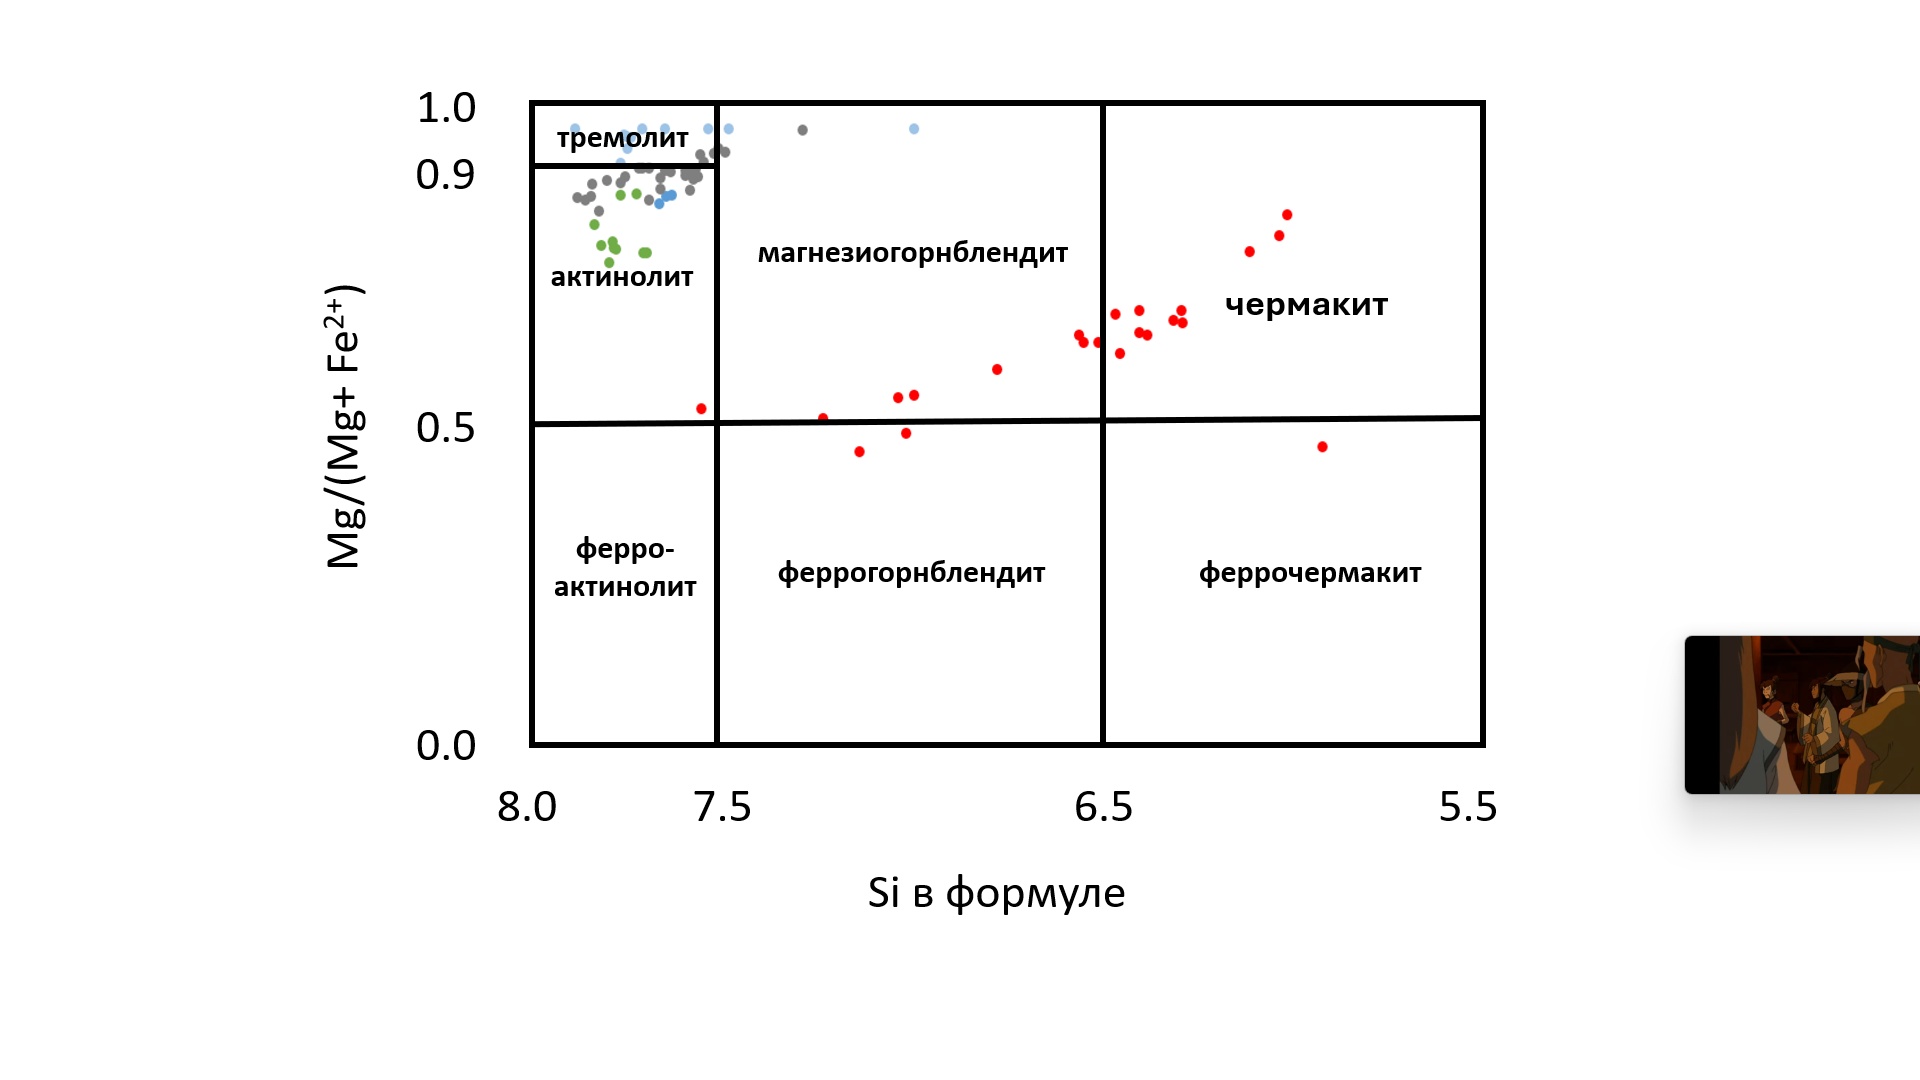 1.0
тремолит
0.9
магнезиогорнблендит
актинолит
чермакит
Mg/(Mg+ Fe2+)
0.5
ферро-
актинолит
феррогорнблендит
феррочермакит
0.0
8.0 7.5 6.5 5.5
Si в формуле